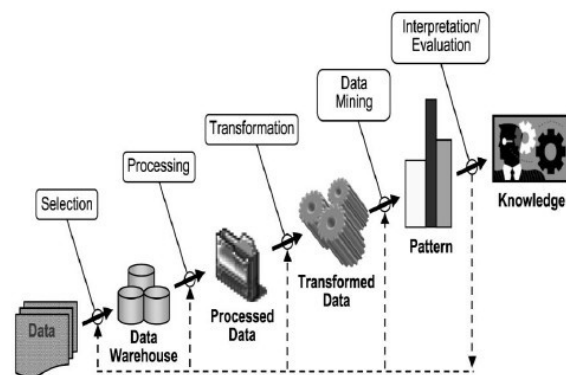 Interpretation/
Evaluation
Data
Mining
Transformation
Processing
Selection
Knowledge
Pattern
Transformed
Data
Processed
Data
Data
Warehouse
Data